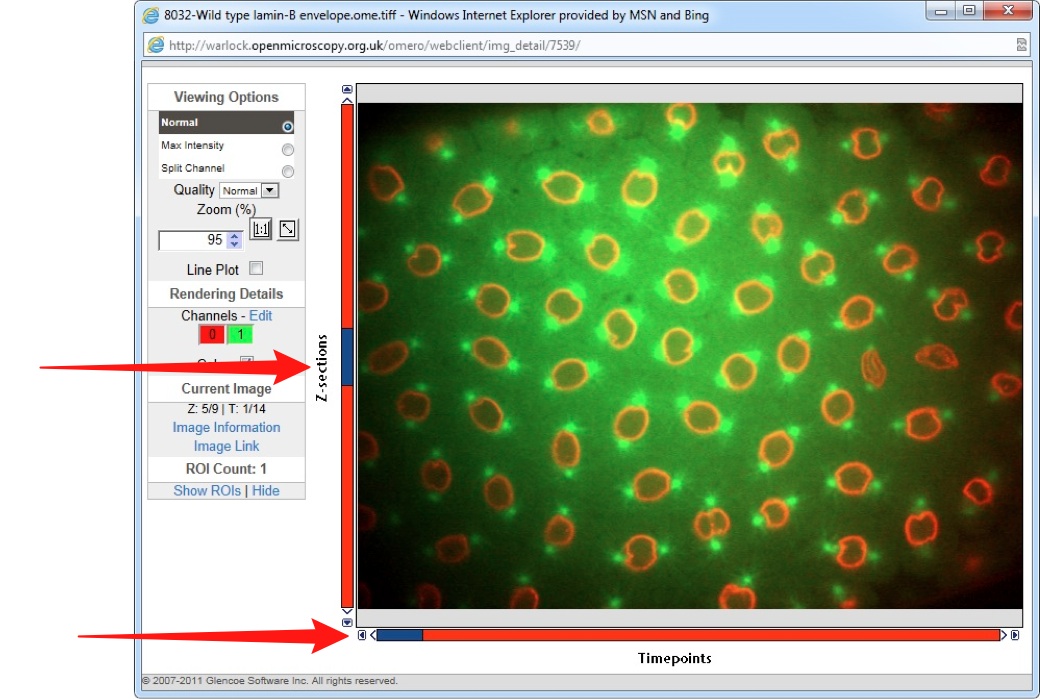 8032-Wild type lamin-B envelope.ome.tiff - Windows Internet Explorer provided by MSN and Bing
http://warlock.openmicroscopy.org.uk/omero/webclient/img_detail/7539/
Viewing Options
Normal
Max Intensity
Split Channel
Quality Normal
Zoom (%)
95 1:1
Line Plot
Rendering Details
Channels - Edit
0 1
Current Image
Z: 5/9 | T: 1/14
Image Information
Image Link
ROI Count: 1
Show ROIs | Hide
Z-sections
Timepoints
© 2007-2011 Glencoe Software Inc. All rights reserved.